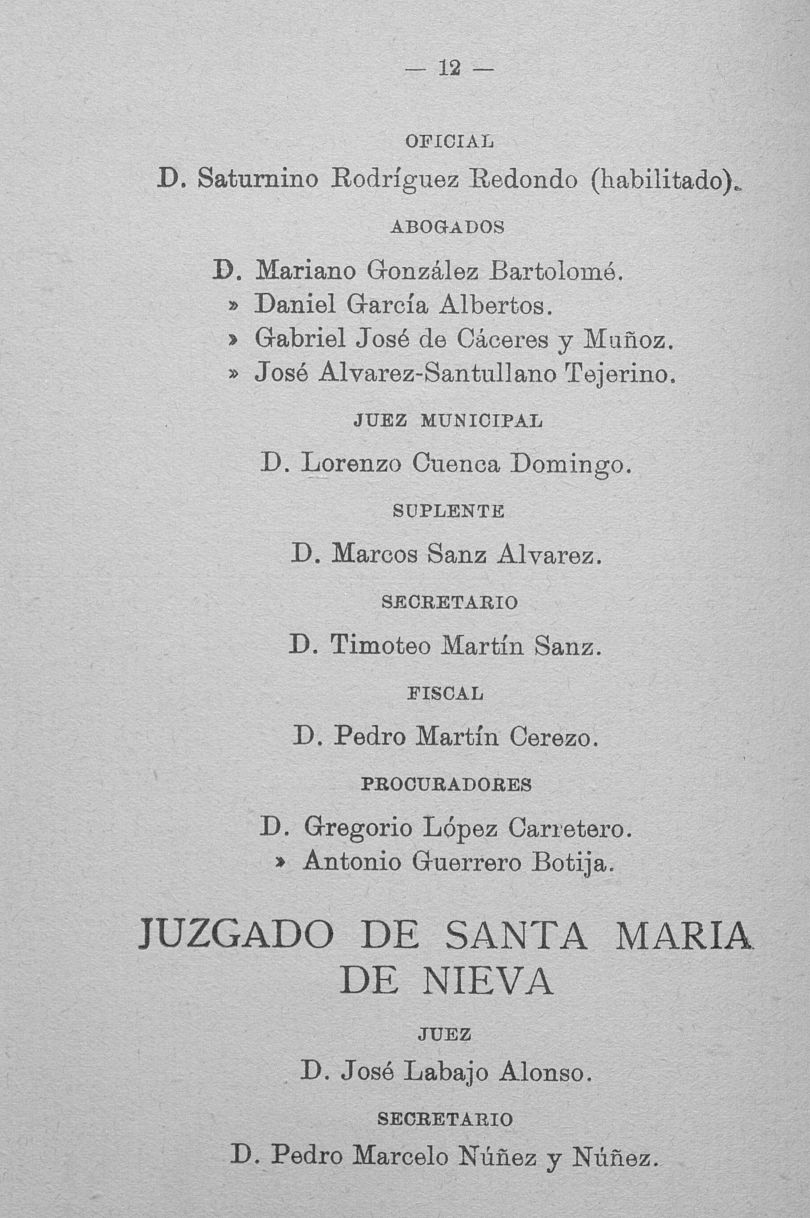 — 12 —
OFICIAL
D. Saturnino Rodríguez Redondo (habilitado).
ABOGADOS
D. Mariano González Bartolomé.
» Daniel García Albertos.
» Gabriel José de Cáceres y Muñoz.
» José Alvarez-Santullano Tejerino.
JUEZ MUNICIPAL
D. Lorenzo Cuenca Domingo.
SUPLENTE
D. Marcos Sanz Alvarez.
SECRETARIO
D. Timoteo Martín Sanz.
FISCAL
D. Pedro Martín Cerezo.
PROCURADORES
D. Gregorio López Carretero.
» Antonio Guerrero Botija.
JUZGADO DE SANTA MARIA
DE NIEVA
JUEZ
D. José Labajo Alonso.
SECRETARIO
D. Pedro Marcelo Núñez y Núñez.